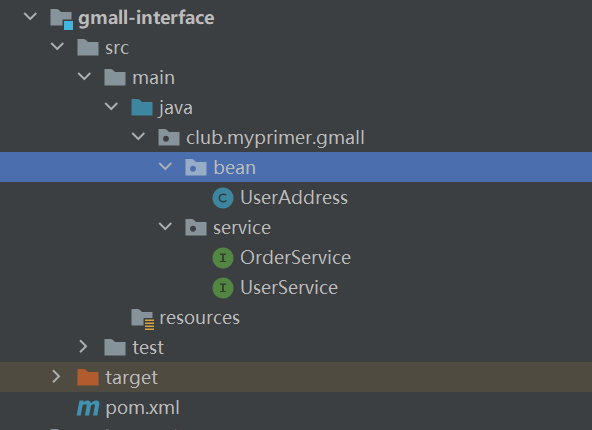 gmall-interface
src
main
java
club.myprimer.gmall
bean
C UserAddress
service
I OrderService
I UserService
resources
test
target
m pom.xml